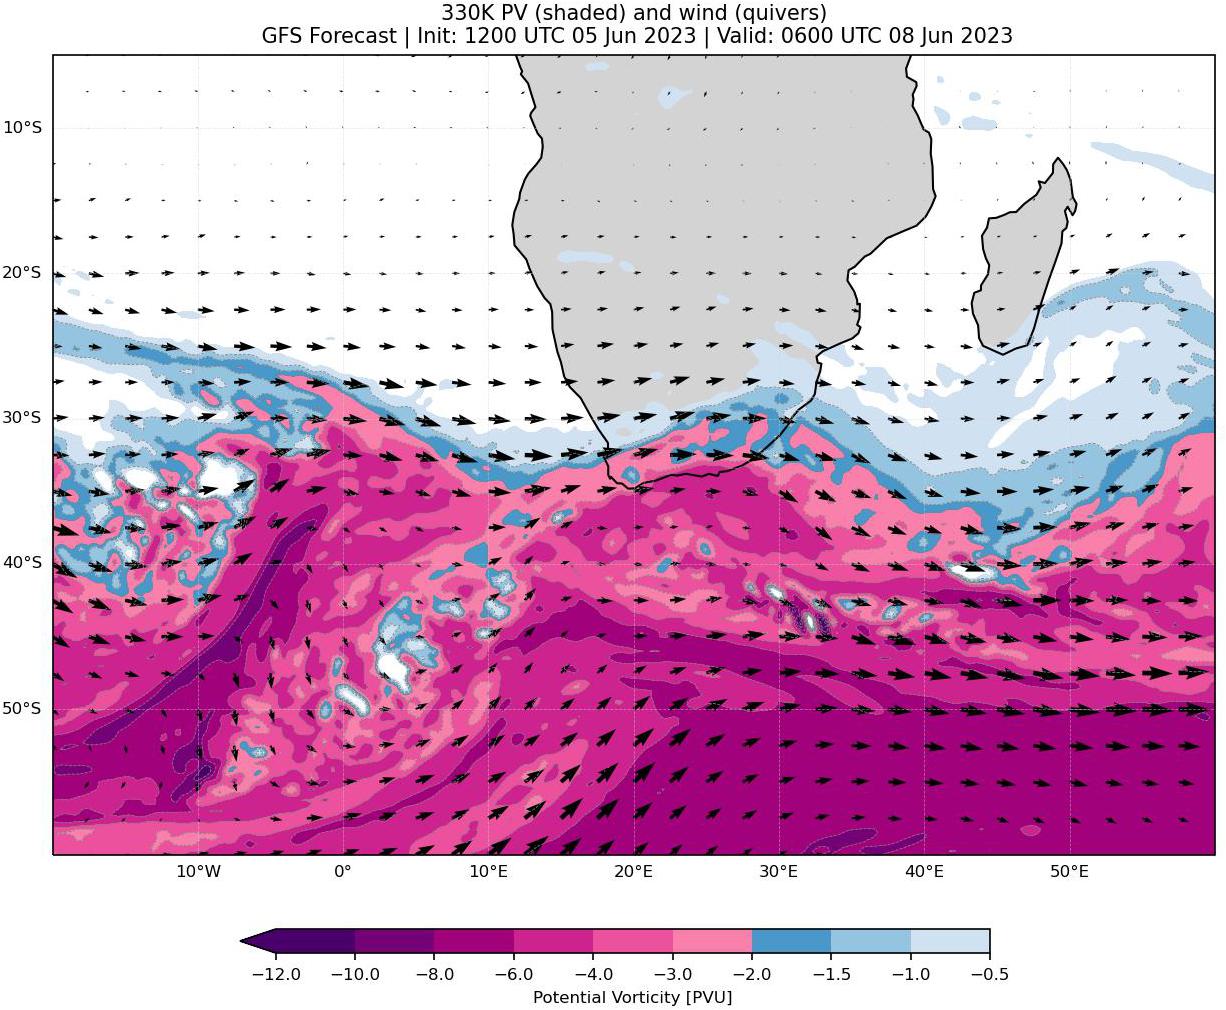 330K PV (shaded) and wind (quivers)
GFS Forecast | Init: 1200 UTC 05 Jun 2023 | Valid: 0600 UTC 08 Jun 2023
10°S
20°S
30°S
40°S
50°S
10°W 0° 10°E 20°E 30°E 40°E 50°E
−12.0 −10.0 −8.0 −6.0 −4.0 −3.0 −2.0 −1.5 −1.0 −0.5
Potential Vorticity [PVU]